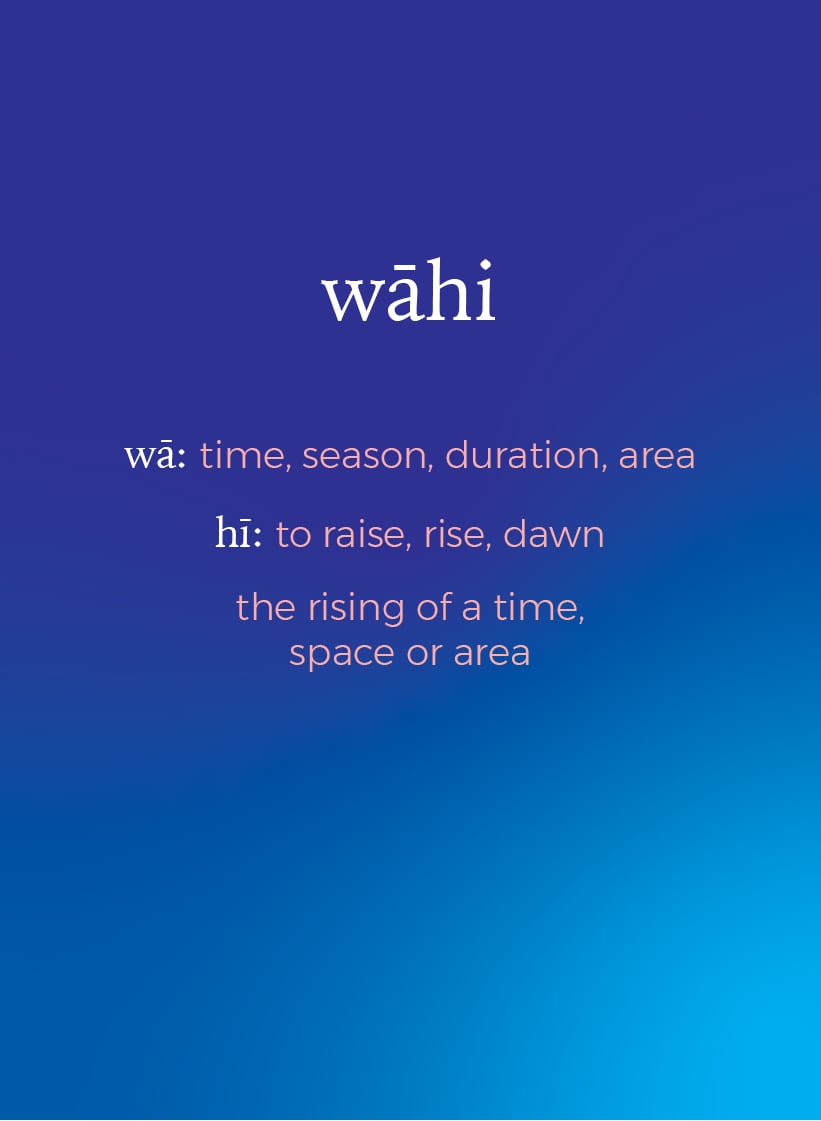 wāhi
wā: time, season, duration, area
hī: to raise, rise, dawn
the rising of a time,
space or area